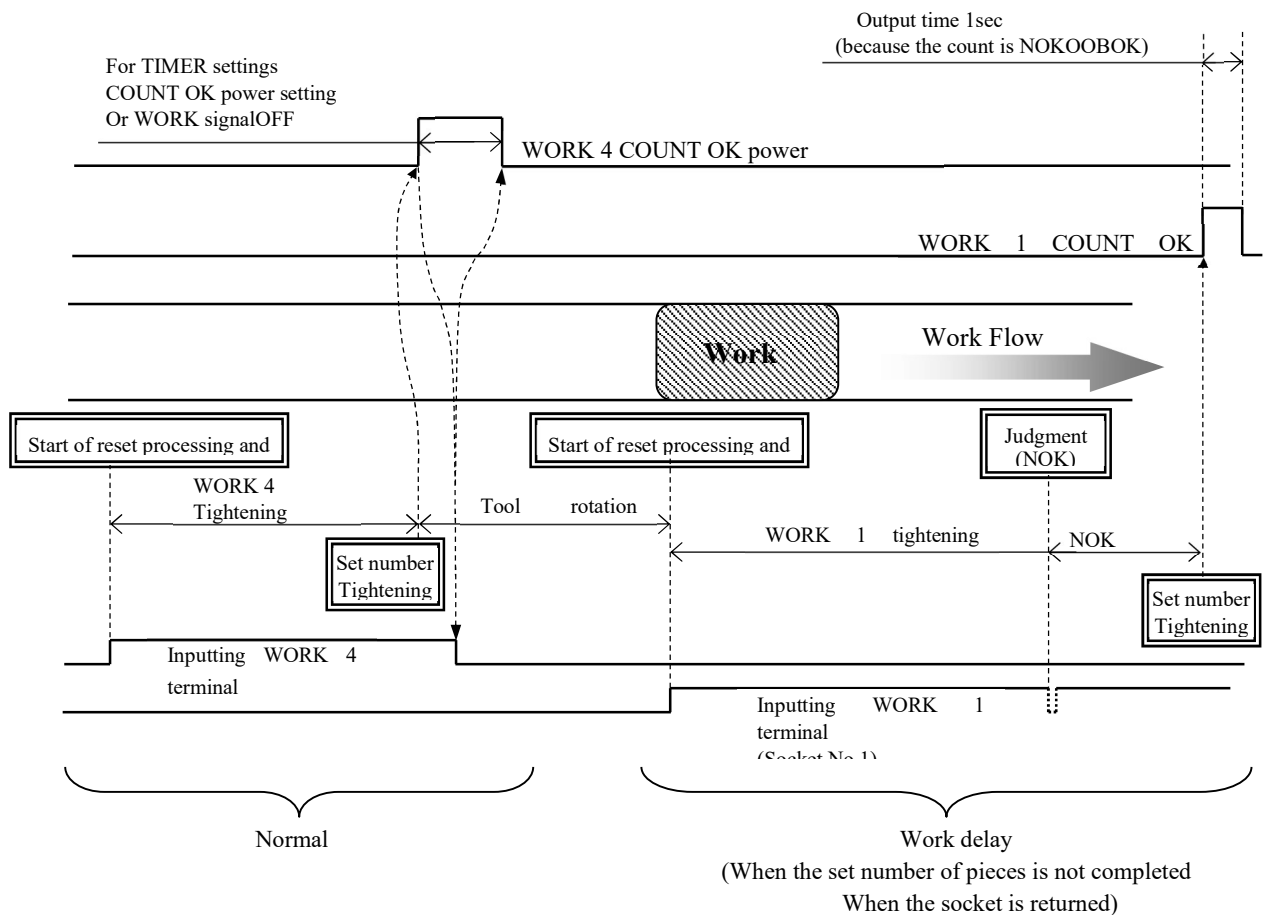 Output time 1sec
(because the count is NOKOOBOK)
For TIMER settings
COUNT OK power setting
Or WORK signalOFF
WORK 4 COUNT OK power
WORK 1 COUNT OK
Work
Work Flow
Start of reset processing and
Start of reset processing and
Judgment
(NOK)
WORK 4
Tightening
Tool rotation
WORK 1 tightening
NOK
Set number
Tightening
Set number
Tightening
Inputting WORK 4
terminal
Inputting WORK 1
terminal
(Socket No.1)
Normal
Work delay
(When the set number of pieces is not completed
When the socket is returned)